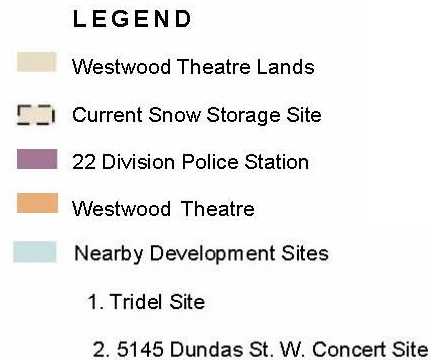 LEGEND
Westwood Theatre Lands
Current Snow Storage Site
22 Division Police Station
Westwood Theatre
Nearby Development Sites
1. Tridel Site
2. 5145 Dundas St. W. Concert Site